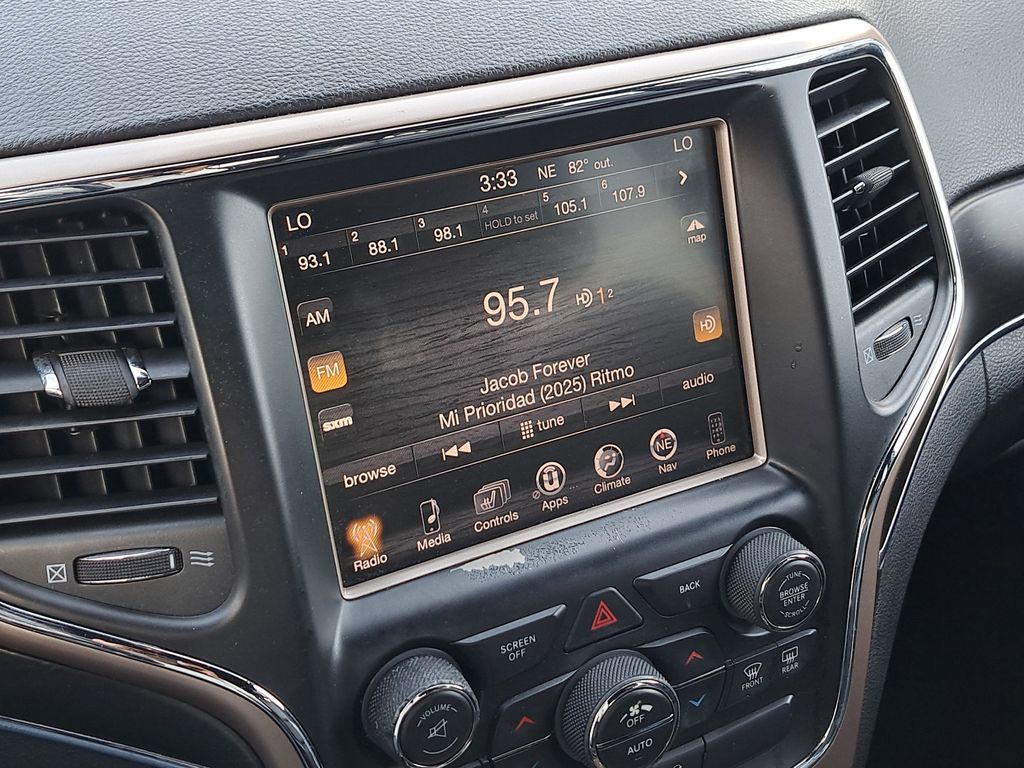 LO 3:33 NE 82° out. LO
1 93.1 2 88.1 3 98.1 4 HOLD to set 5 105.1 6 107.9
map
AM
95.7 HD 1 2
HD
FM
Jacob Forever
Mi Prioridad (2025) Ritmo
sxm
browse tune audio
Radio Media Controls Apps Climate NE Nav Phone
BACK
TUNE
BROWSE
ENTER
SCROLL
SCREEN
OFF
FRONT REAR
VOLUME
OFF
AUTO